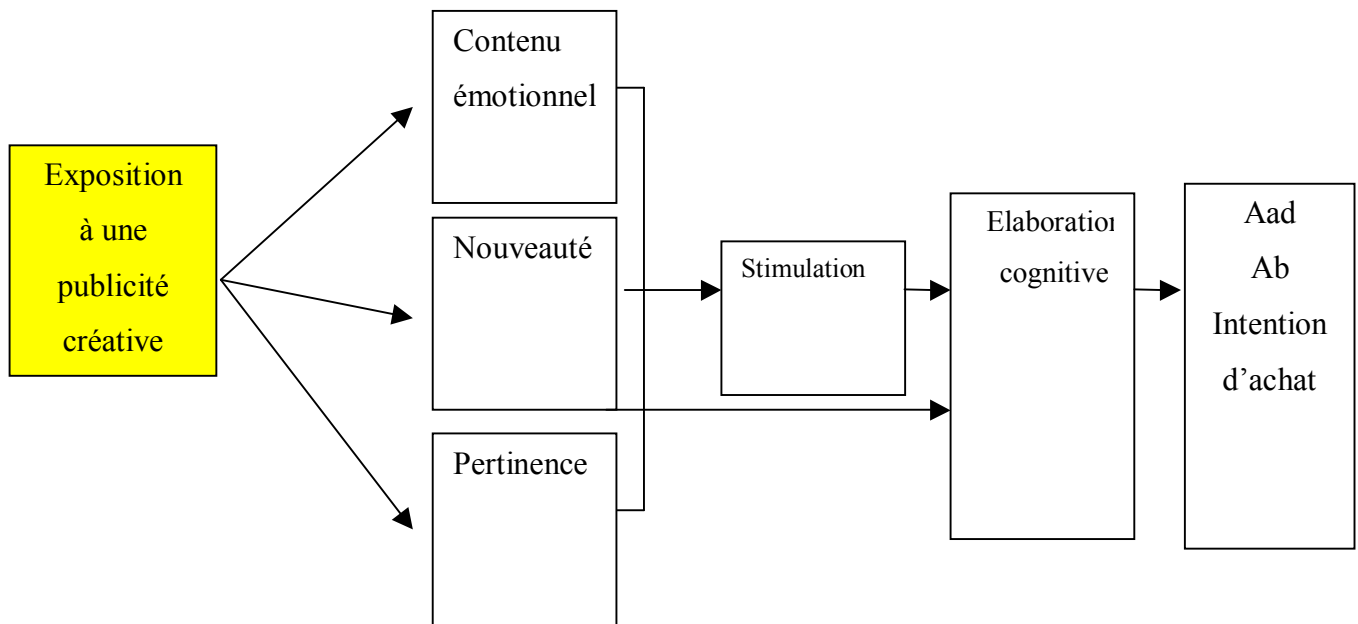 Exposition
à une
publicité
créative
Contenu
émotionnel
Nouveauté
Pertinence
Stimulation
Elaboration
cognitive
Aad
Ab
Intention
d’achat